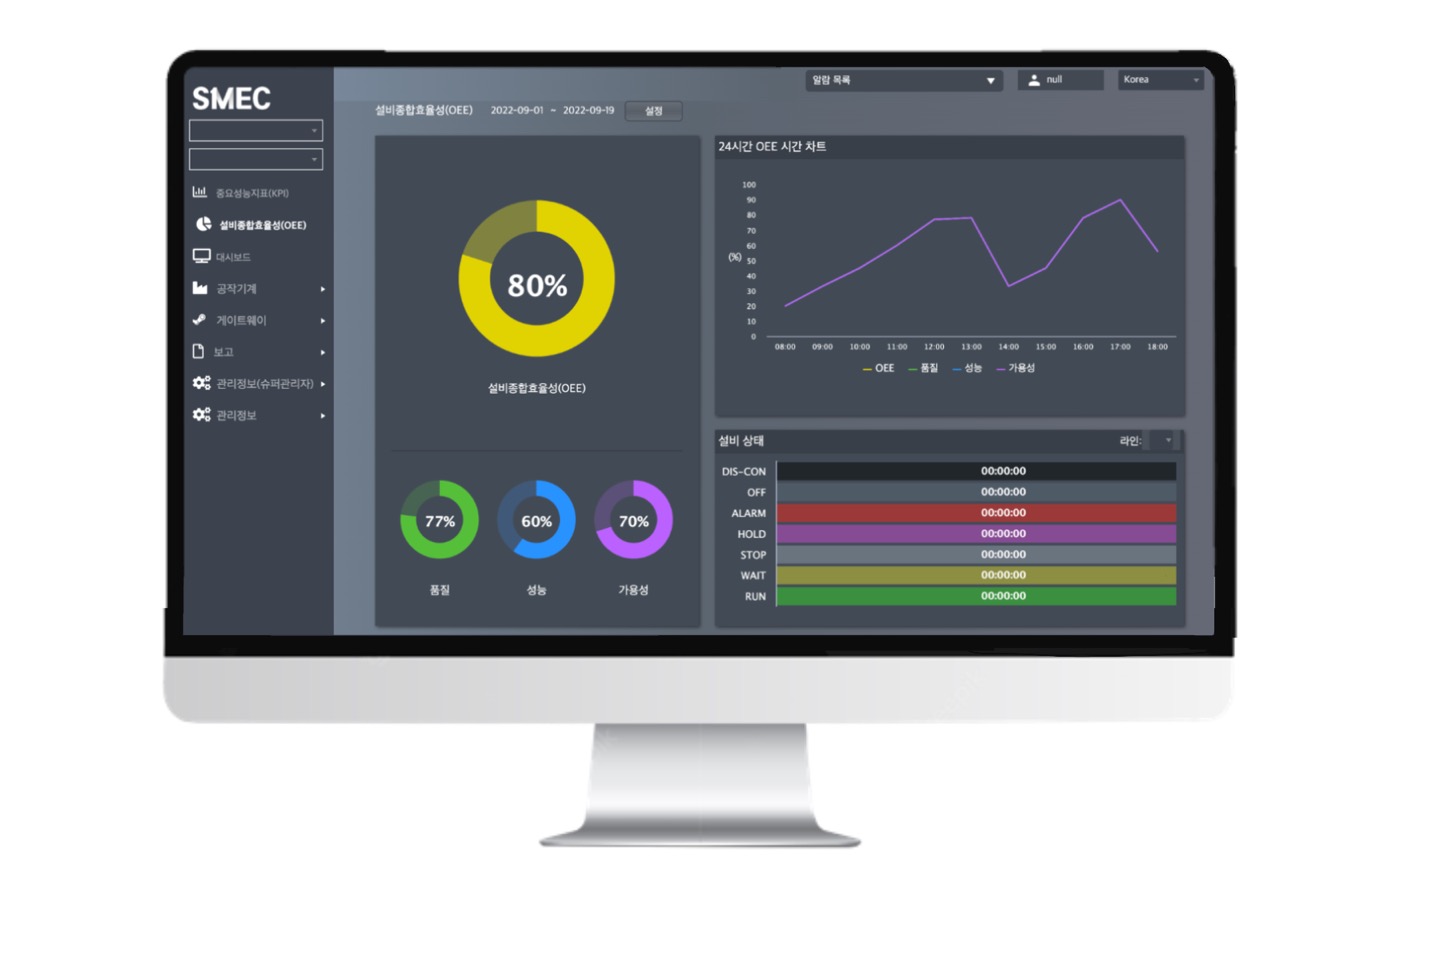 SMEC
알람 목록
null
Korea
설비종합효율성(OEE) 2022-09-01 ~ 2022-09-19 설정
중요성능지표(KPI)
설비종합효율성(OEE)
대시보드
공작기계
게이트웨이
보고
관리정보(슈퍼관리자)
관리정보
80%
설비종합효율성(OEE)
77% 60% 70%
품질 성능 가용성
24시간 OEE 시간 차트
100
90
80
70
60
(%)
50
40
30
20
10
0
08:00 09:00 10:00 11:00 12:00 13:00 14:00 15:00 16:00 17:00 18:00
OEE 품질 성능 가용성
설비 상태 라인:
DIS-CON 00:00:00
OFF 00:00:00
ALARM 00:00:00
HOLD 00:00:00
STOP 00:00:00
WAIT 00:00:00
RUN 00:00:00